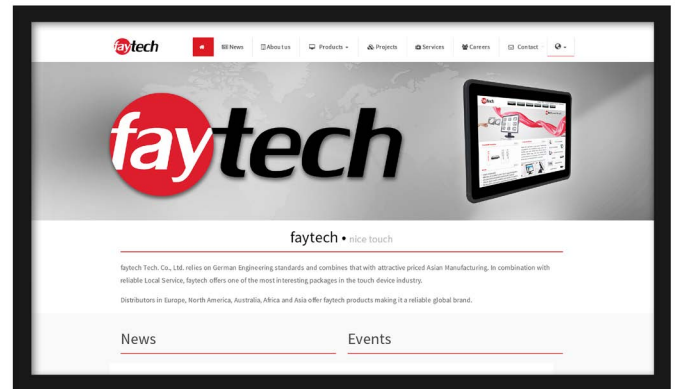 faytech
News
About us
Products
Projects
Services
Careers
Contact
faytech
faytech • nice touch
faytech Tech. Co., Ltd. relies on German Engineering standards and combines that with attractive priced Asian Manufacturing. In combination with
reliable Local Service, faytech offers one of the most interesting packages in the touch device industry.
Distributors in Europe, North America, Australia, Africa and Asia offer faytech products making it a reliable global brand.
News
Events